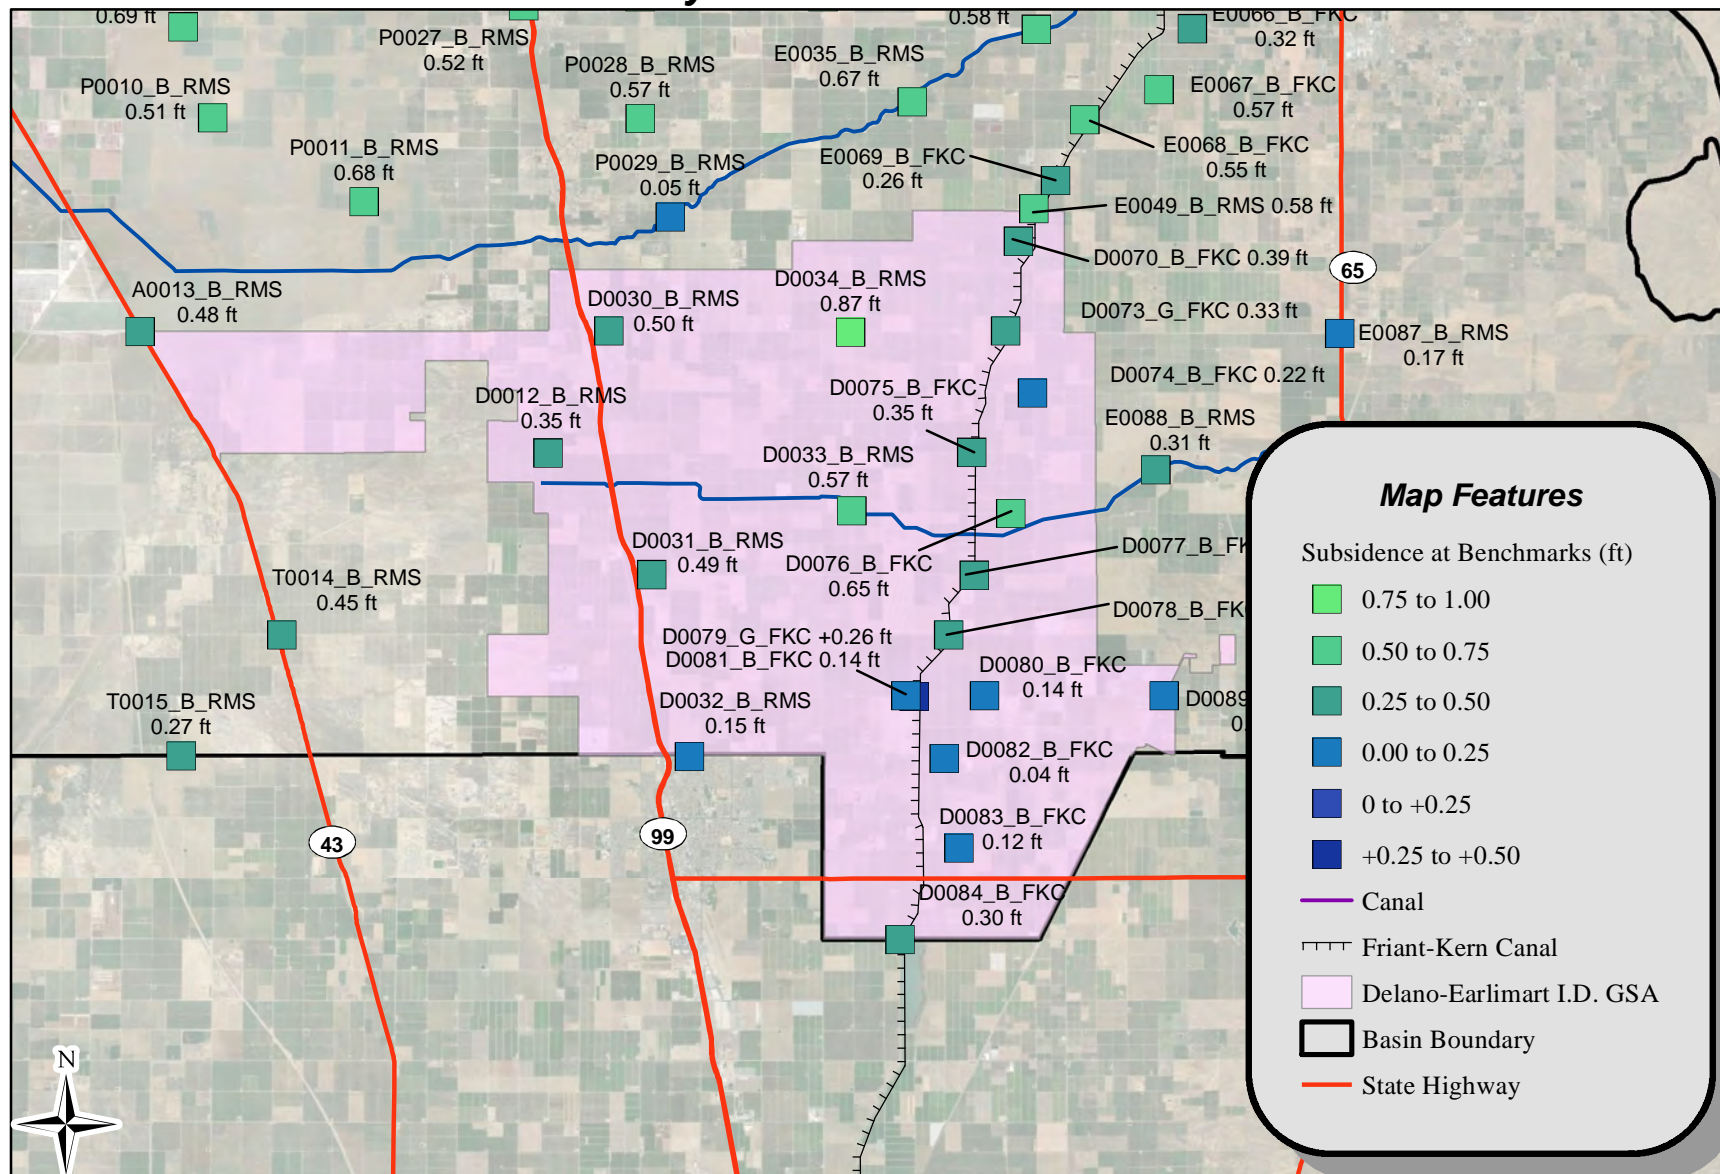 0.69 ft
P0027_B_RMS
0.52 ft
0.58 ft
E0066_B_FKC
0.32 ft
P0010_B_RMS
0.51 ft
P0028_B_RMS
0.57 ft
E0035_B_RMS
0.67 ft
E0067_B_FKC
0.57 ft
E0068_B_FKC
0.55 ft
P0011_B_RMS
0.68 ft
P0029_B_RMS
0.05 ft
E0069_B_FKC
0.26 ft
E0049_B_RMS 0.58 ft
D0070_B_FKC 0.39 ft
65
A0013_B_RMS
0.48 ft
D0030_B_RMS
0.50 ft
D0034_B_RMS
0.87 ft
D0073_G_FKC 0.33 ft
E0087_B_RMS
0.17 ft
D0012_B_RMS
0.35 ft
D0075_B_FKC
0.35 ft
D0074_B_FKC 0.22 ft
E0088_B_RMS
0.31 ft
D0033_B_RMS
0.57 ft
D0031_B_RMS
0.49 ft
D0076_B_FKC
0.65 ft
D0077_B_FK
T0014_B_RMS
0.45 ft
D0078_B_FK
D0079_G_FKC +0.26 ft
D0081_B_FKC 0.14 ft
D0080_B_FKC
0.14 ft
T0015_B_RMS
0.27 ft
D0032_B_RMS
0.15 ft
D0089
0.
D0082_B_FKC
0.04 ft
D0083_B_FKC
0.12 ft
43
99
D0084_B_FKC
0.30 ft
N
Map Features
Subsidence at Benchmarks (ft)
0.75 to 1.00
0.50 to 0.75
0.25 to 0.50
0.00 to 0.25
0 to +0.25
+0.25 to +0.50
Canal
Friant-Kern Canal
Delano-Earlimart I.D. GSA
Basin Boundary
State Highway